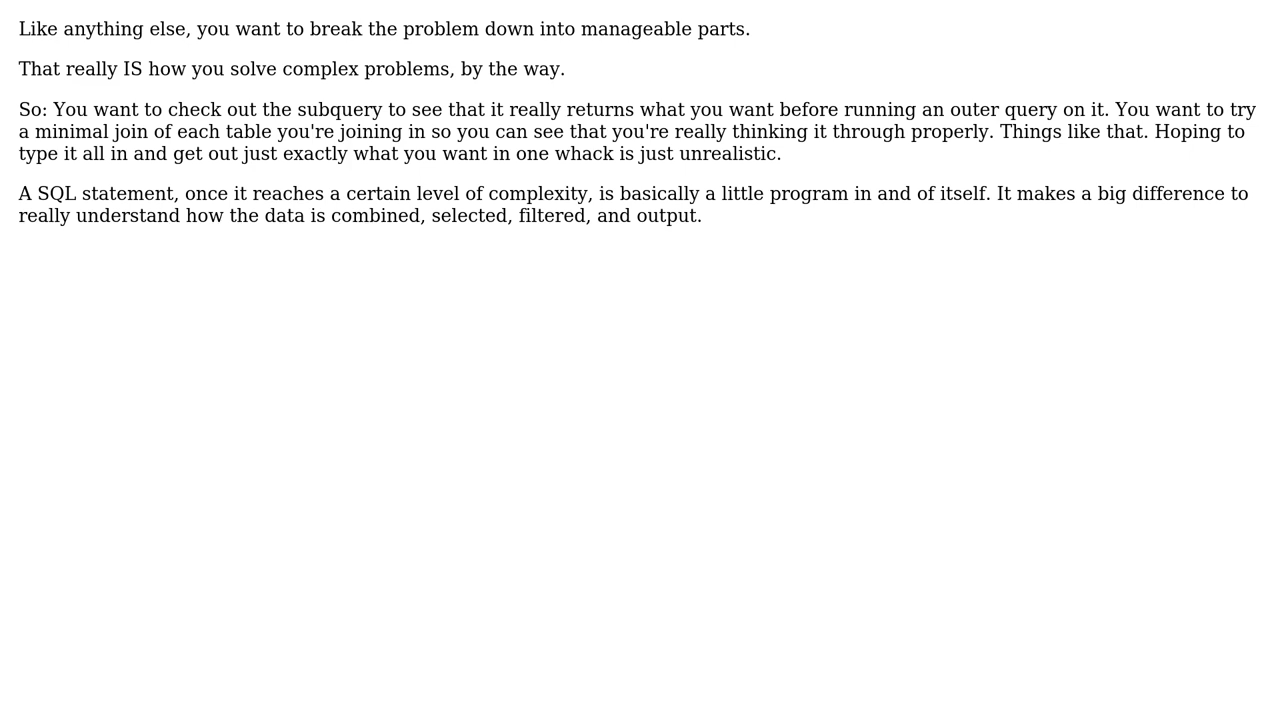 Like anything else, you want to break the problem down into manageable parts.
That really IS how you solve complex problems, by the way.
So: You want to check out the subquery to see that it really returns what you want before running an outer query on it. You want to try
a minimal join of each table you're joining in so you can see that you're really thinking it through properly. Things like that. Hoping to
type it all in and get out just exactly what you want in one whack is just unrealistic.
A SQL statement, once it reaches a certain level of complexity, is basically a little program in and of itself. It makes a big difference to
really understand how the data is combined, selected, filtered, and output.